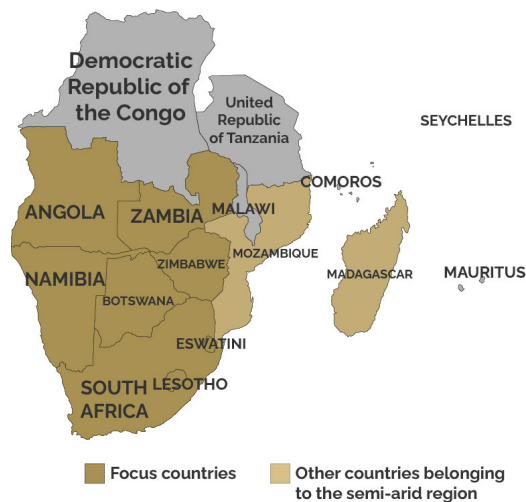 Democratic
Republic of
the Congo
United
Republic
of Tanzania
SEYCHELLES
COMOROS
ANGOLA
ZAMBIA
MALAWI
MOZAMBIQUE
ZIMBABWE
NAMIBIA
MADAGASCAR
MAURITUS
BOTSWANA
ESWATINI
SOUTH
AFRICA
LESOTHO
Focus countries
Other countries belonging
to the semi-arid region